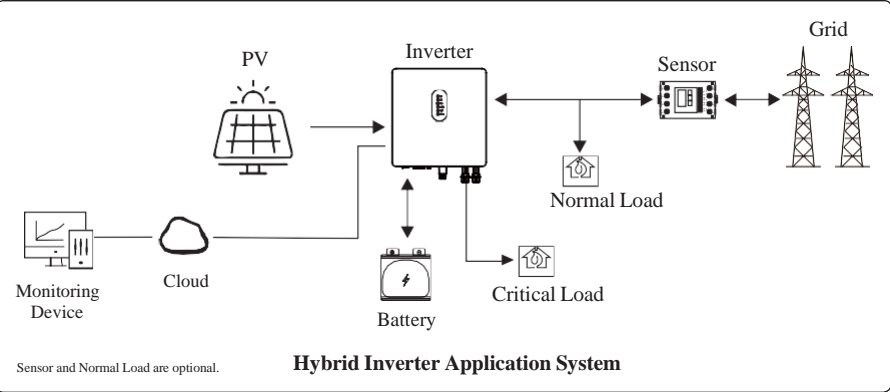 Grid
Inverter
PV
Sensor
Normal Load
Cloud
Critical Load
Monitoring
Device
Battery
Sensor and Normal Load are optional.
Hybrid Inverter Application System